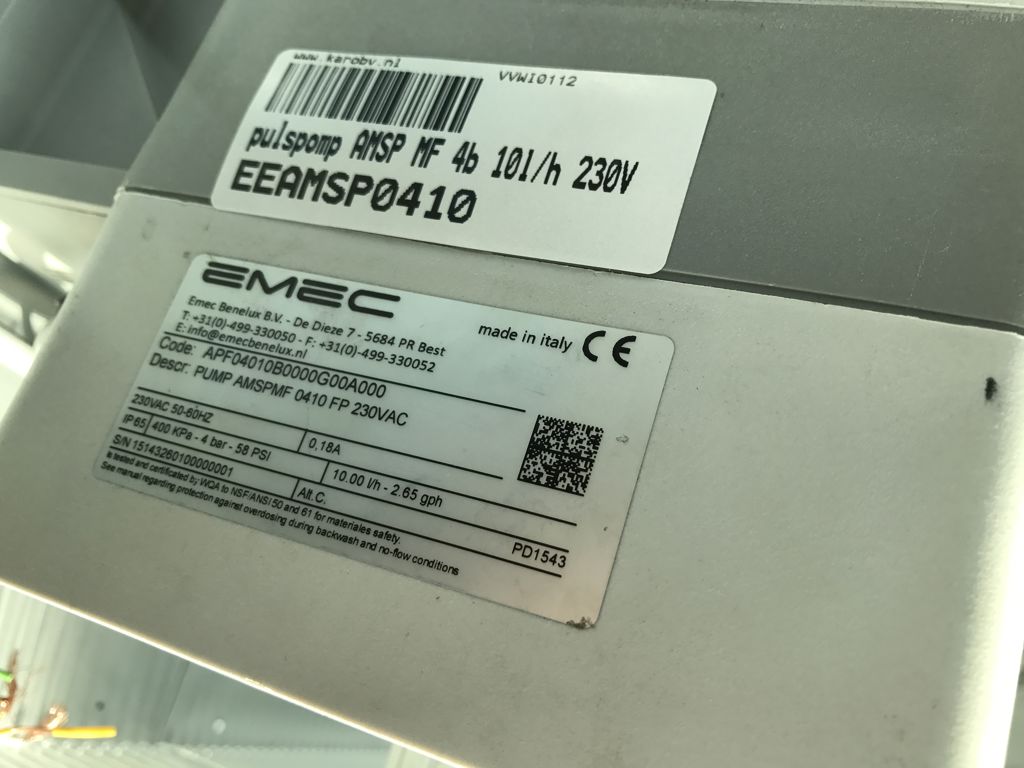 www.karobv.nl
VVWI0112
pulspomp AMSP MF 4b 10l/h 230V
EEAMSP0410
EMEC
Emec Benelux B.V. - De Dieze 7 - 5684 PR Best
T: +31(0)-499-330050 - F: +31(0)-499-330052
E: info@emecbenelux.nl
made in italy CE
Code: APF04010B0000G00A000
Descr: PUMP AMSPMF 0410 FP 230VAC
230VAC 50-60HZ 0,18A
IP65 400 KPa - 4 bar - 58 PSI 10.00 l/h - 2.65 gph
S/N 15143260100000001 Alt. C.
PD1543
Is tested and certificated by WQA to NSF/ANSI 50 and 61 for materiales safety.
See manual regarding protection against overdosing during backwash and no-flow conditions